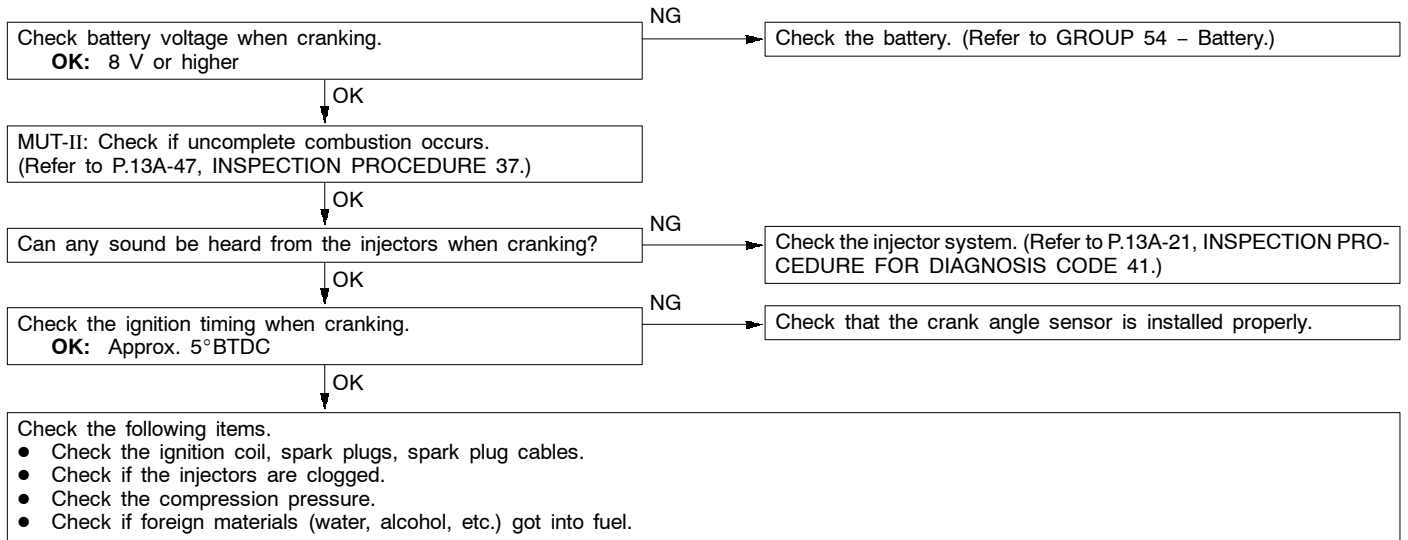 Check battery voltage when cranking.
OK: 8 V or higher
NG
Check the battery. (Refer to GROUP 54 – Battery.)
OK
MUT-II: Check if uncomplete combustion occurs.
(Refer to P.13A-47, INSPECTION PROCEDURE 37.)
OK
Can any sound be heard from the injectors when cranking?
NG
Check the injector system. (Refer to P.13A-21, INSPECTION PRO-
CEDURE FOR DIAGNOSIS CODE 41.)
OK
Check the ignition timing when cranking.
OK: Approx. 5°BTDC
NG
Check that the crank angle sensor is installed properly.
OK
Check the following items.
● Check the ignition coil, spark plugs, spark plug cables.
● Check if the injectors are clogged.
● Check the compression pressure.
● Check if foreign materials (water, alcohol, etc.) got into fuel.